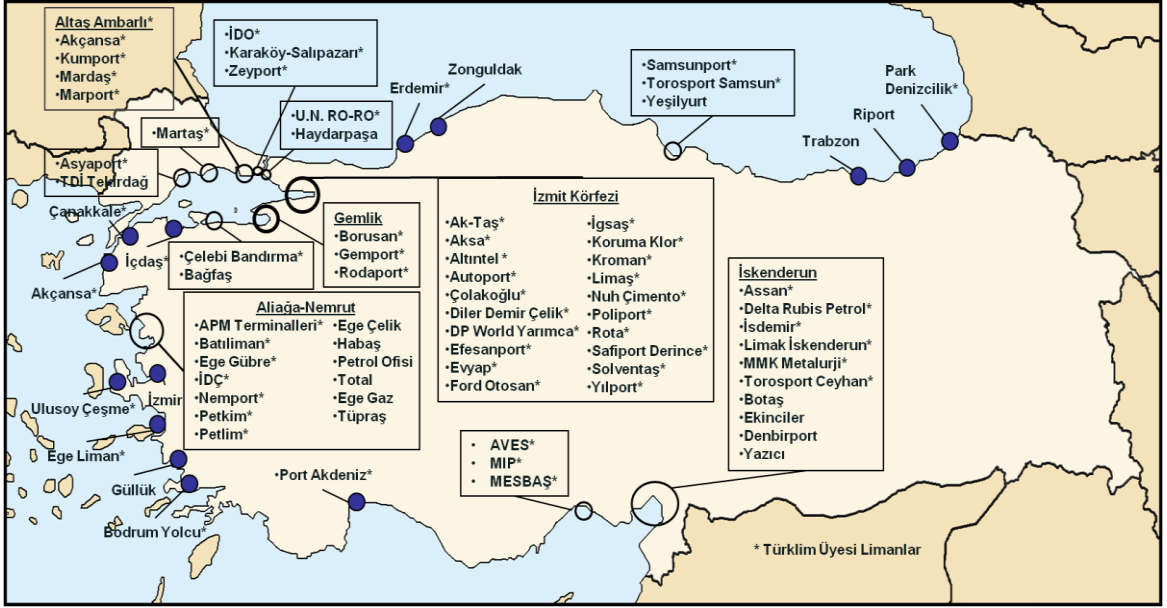 Altaş Ambarlı*
•Akçansa*
•Kumport*
•Mardaş*
•Marport*
•İDO*
•Karaköy-Salıpazarı*
•Zeyport*
•U.N. RO-RO*
•Haydarpaşa
•Martaş*
•Asyaport*
•TDİ Tekirdağ
Erdemir*
Zonguldak
•Samsunport*
•Torosport Samsun*
•Yeşilyurt
Park
Denizcilik*
Riport
Trabzon
Çanakkale*
İçdaş*
Akçansa*
•Çelebi Bandırma*
•Bağfaş
Gemlik
•Borusan*
•Gemport*
•Rodaport*
İzmit Körfezi
•Ak-Taş*
•Aksa*
•Altıntel*
•Autoport*
•Çolakoğlu*
•Diler Demir Çelik*
•DP World Yarımca*
•Efesanport*
•Evyap*
•Ford Otosan*
•İgsaş*
•Koruma Klor*
•Kroman*
•Limaş*
•Nuh Çimento*
•Poliport*
•Rota*
•Safiport Derince*
•Solventaş*
•Yılport*
Aliağa-Nemrut
•APM Terminalleri*
•Batıliman*
•Ege Gübre*
•İDÇ*
•Nemport*
•Petkim*
•Petlim*
•Ege Çelik
•Habaş
•Petrol Ofisi
•Total
•Ege Gaz
•Tüpraş
İskenderun
•Assan*
•Delta Rubis Petrol*
•İsdemir*
•Limak İskenderun*
•MMK Metalurji*
•Torosport Ceyhan*
•Botaş
•Ekinciler
•Denbirport
•Yazıcı
Ulusoy Çeşme*
İzmir
Ege Liman*
Güllük
Bodrum Yolcu*
•Port Akdeniz*
• AVES*
• MIP*
• MESBAŞ*
* Türklim Üyesi Limanlar